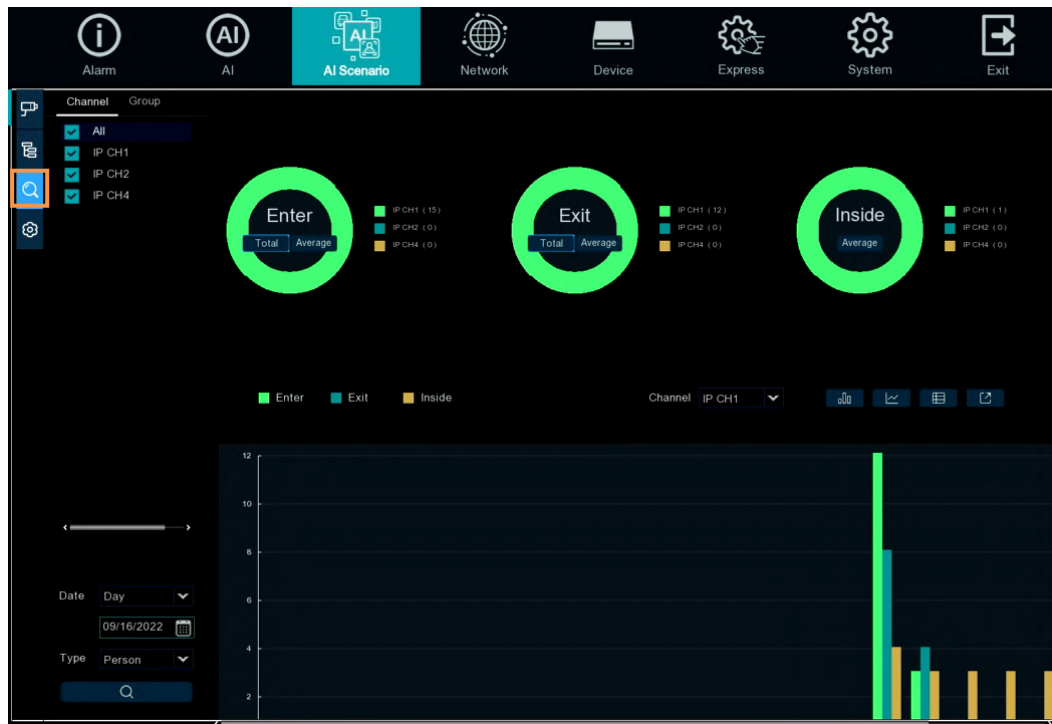 Alarm
AI
AI
AI
AI Scenario
Network
Device
Express
System
Exit
Channel Group
All
IP CH1
IP CH2
IP CH4
Enter
Total Average
IP CH1 ( 15)
IP CH2 ( 0)
IP CH4 ( 0)
Exit
Total Average
IP CH1 ( 12)
IP CH2 ( 0)
IP CH4 ( 0)
Inside
Average
IP CH1 ( 1)
IP CH2 ( 0)
IP CH4 ( 0)
Enter Exit Inside
Channel IP CH1
12
10
8
6
4
2
Date Day
09/16/2022
Type Person